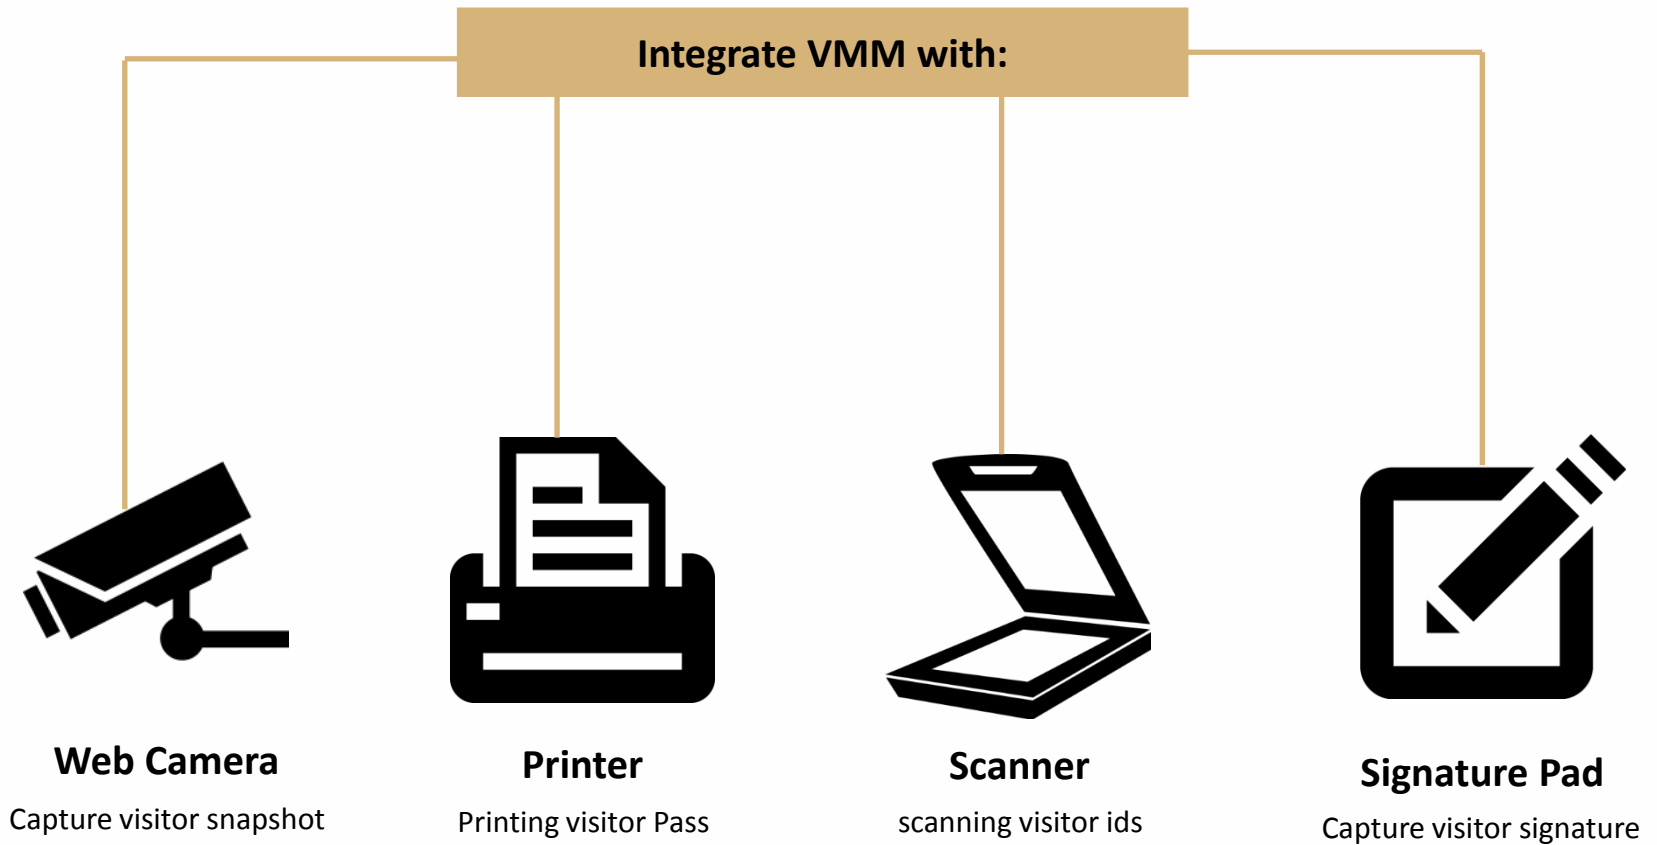 Integrate VMM with:
Web Camera
Capture visitor snapshot
Printer
Printing visitor Pass
Scanner
scanning visitor ids
Signature Pad
Capture visitor signature